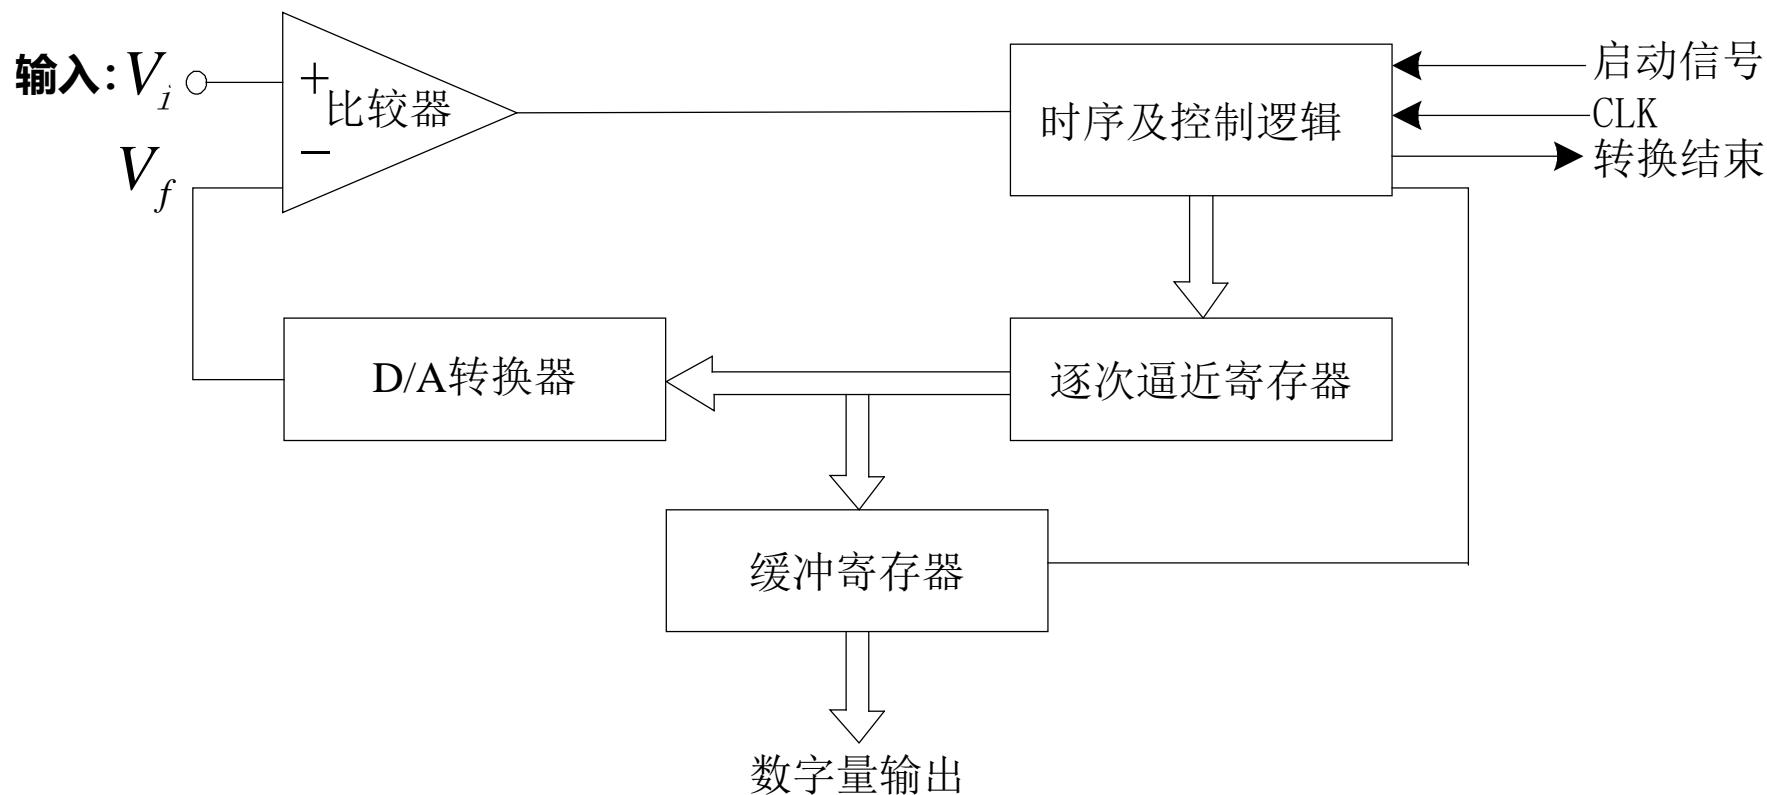 启动信号
输入：Vi
+
比较器
时序及控制逻辑
CLK
Vf
−
转换结束
D/A转换器
逐次逼近寄存器
缓冲寄存器
数字量输出